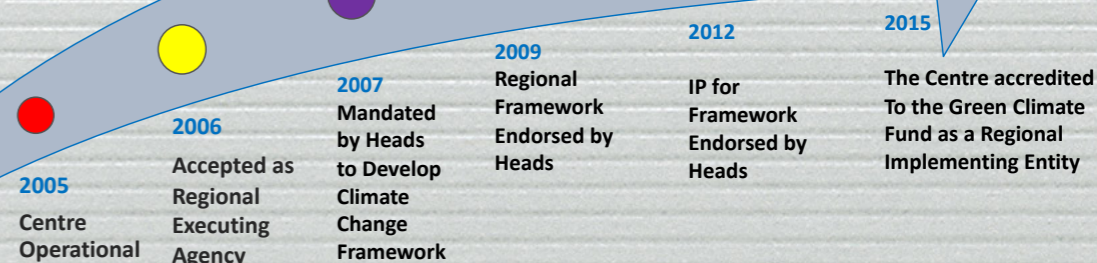 2005
Centre
Operational
2006
Accepted as
Regional
Executing
Agency
2007
Mandated
by Heads
to Develop
Climate
Change
Framework
2009
Regional
Framework
Endorsed by
Heads
2012
IP for
Framework
Endorsed by
Heads
2015
The Centre accredited
To the Green Climate
Fund as a Regional
Implementing Entity